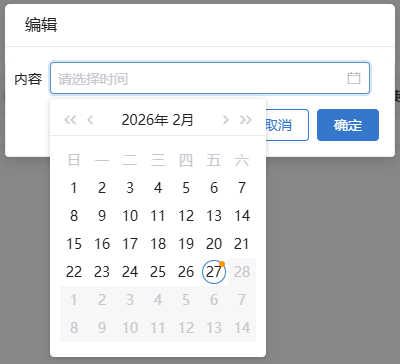 编辑
内容 请选择时间
取消 确定
2026年 2月
日 一 二 三 四 五 六
1 2 3 4 5 6 7
8 9 10 11 12 13 14
15 16 17 18 19 20 21
22 23 24 25 26 27 28
1 2 3 4 5 6 7
8 9 10 11 12 13 14